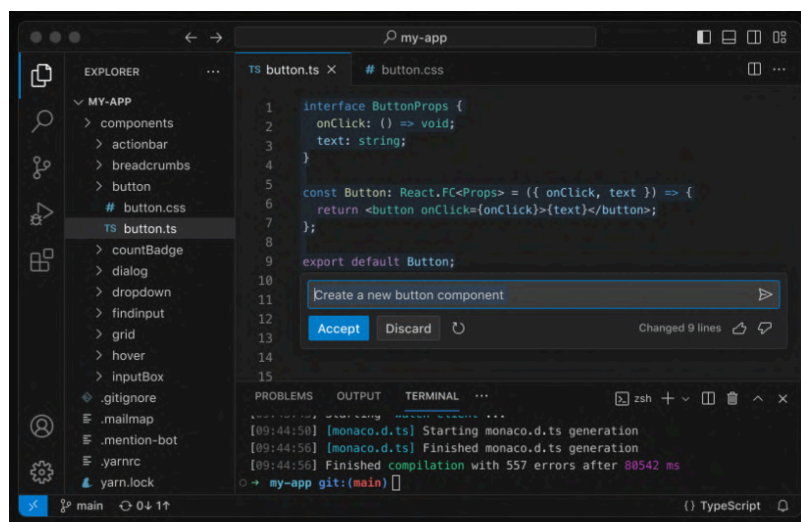 my-app
EXPLORER ...
TS button.ts ×
# button.css
MY-APP
components
actionbar
breadcrumbs
button
# button.css
TS button.ts
countBadge
dialog
dropdown
findinput
grid
hover
inputBox
.gitignore
.mailmap
.mention-bot
.yarnrc
yarn.lock
1 interface ButtonProps {
2 onClick: () => void;
3 text: string;
4 }
5
6 const Button: React.FC<Props> = ({ onClick, text }) => {
7 return <button onClick={onClick}>{text}</button>;
8 };
9
10 export default Button;
11
12
13
14
15
Create a new button component
Accept Discard Changed 9 lines
PROBLEMS OUTPUT TERMINAL ... zsh
[09:44:50] [monaco.d.ts] Starting monaco.d.ts generation
[09:44:56] [monaco.d.ts] Finished monaco.d.ts generation
[09:44:56] Finished compilation with 557 errors after 80542 ms
→ my-app git:(main)
main 0↓ 1↑ {} TypeScript